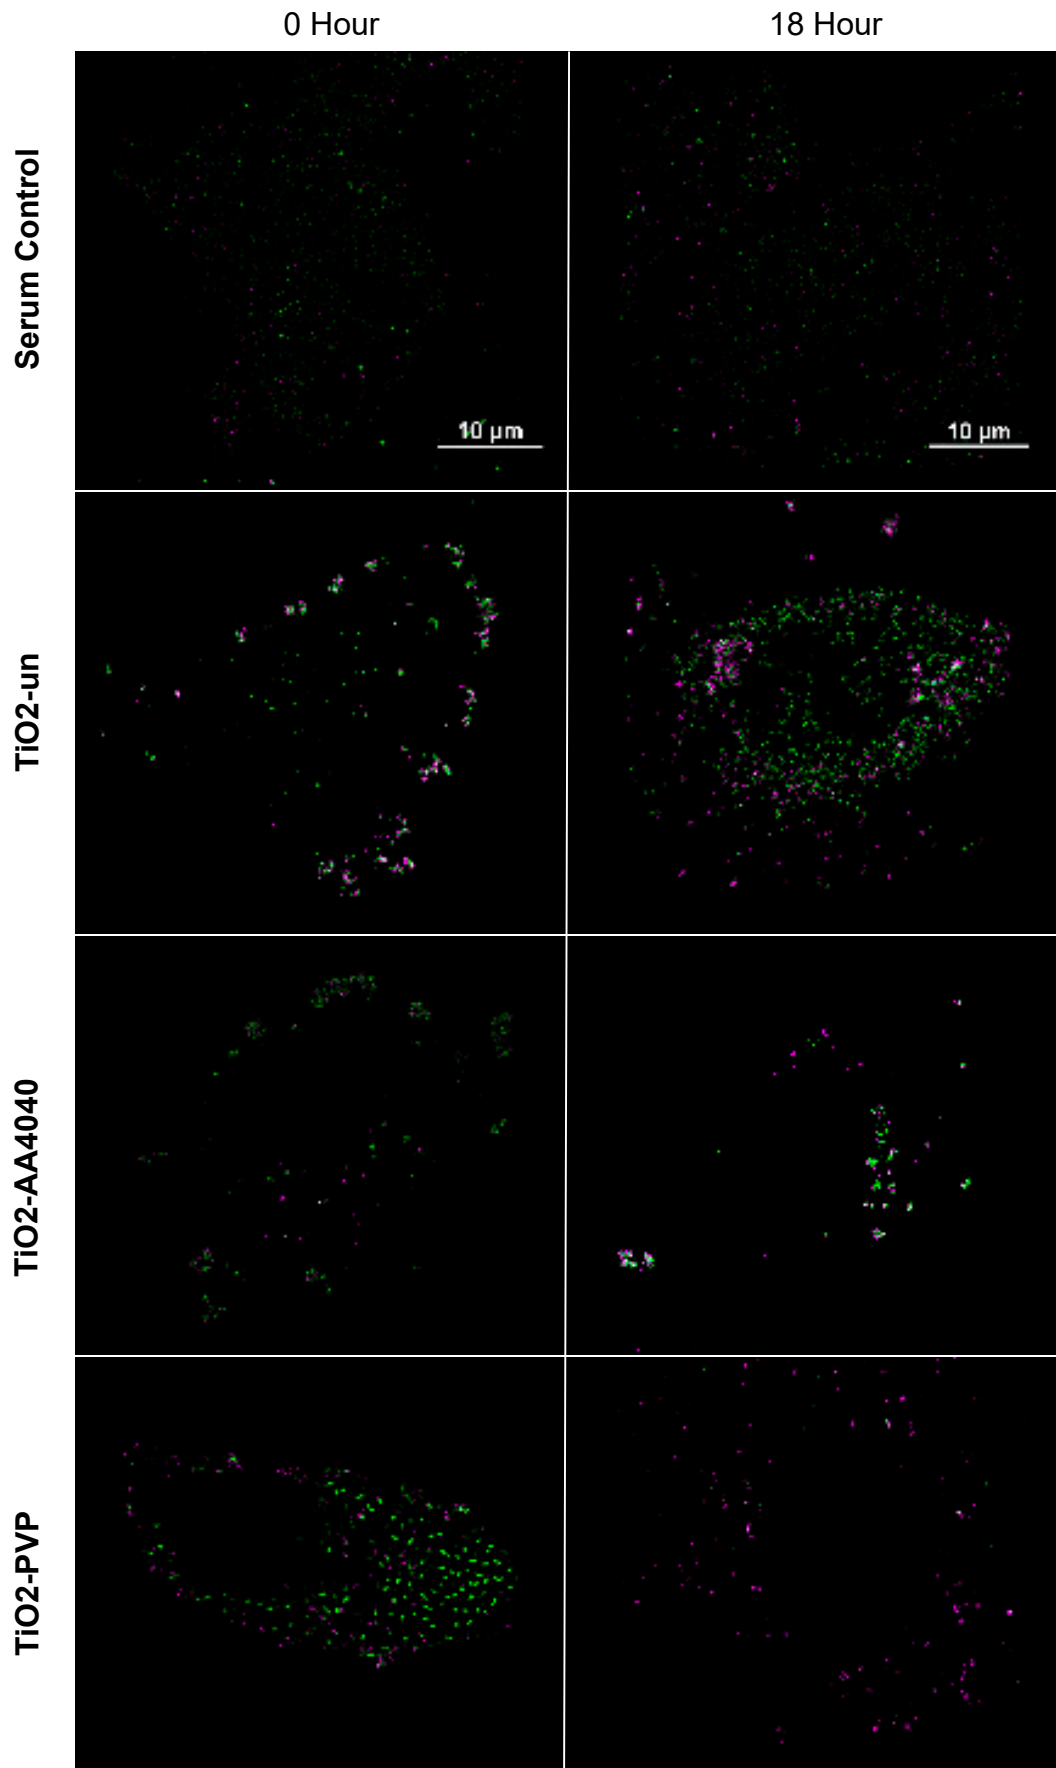 0 Hour
18 Hour
Serum Control
10 µm
10 µm
TiO2-un
TiO2-AA4040
TiO2-PVP